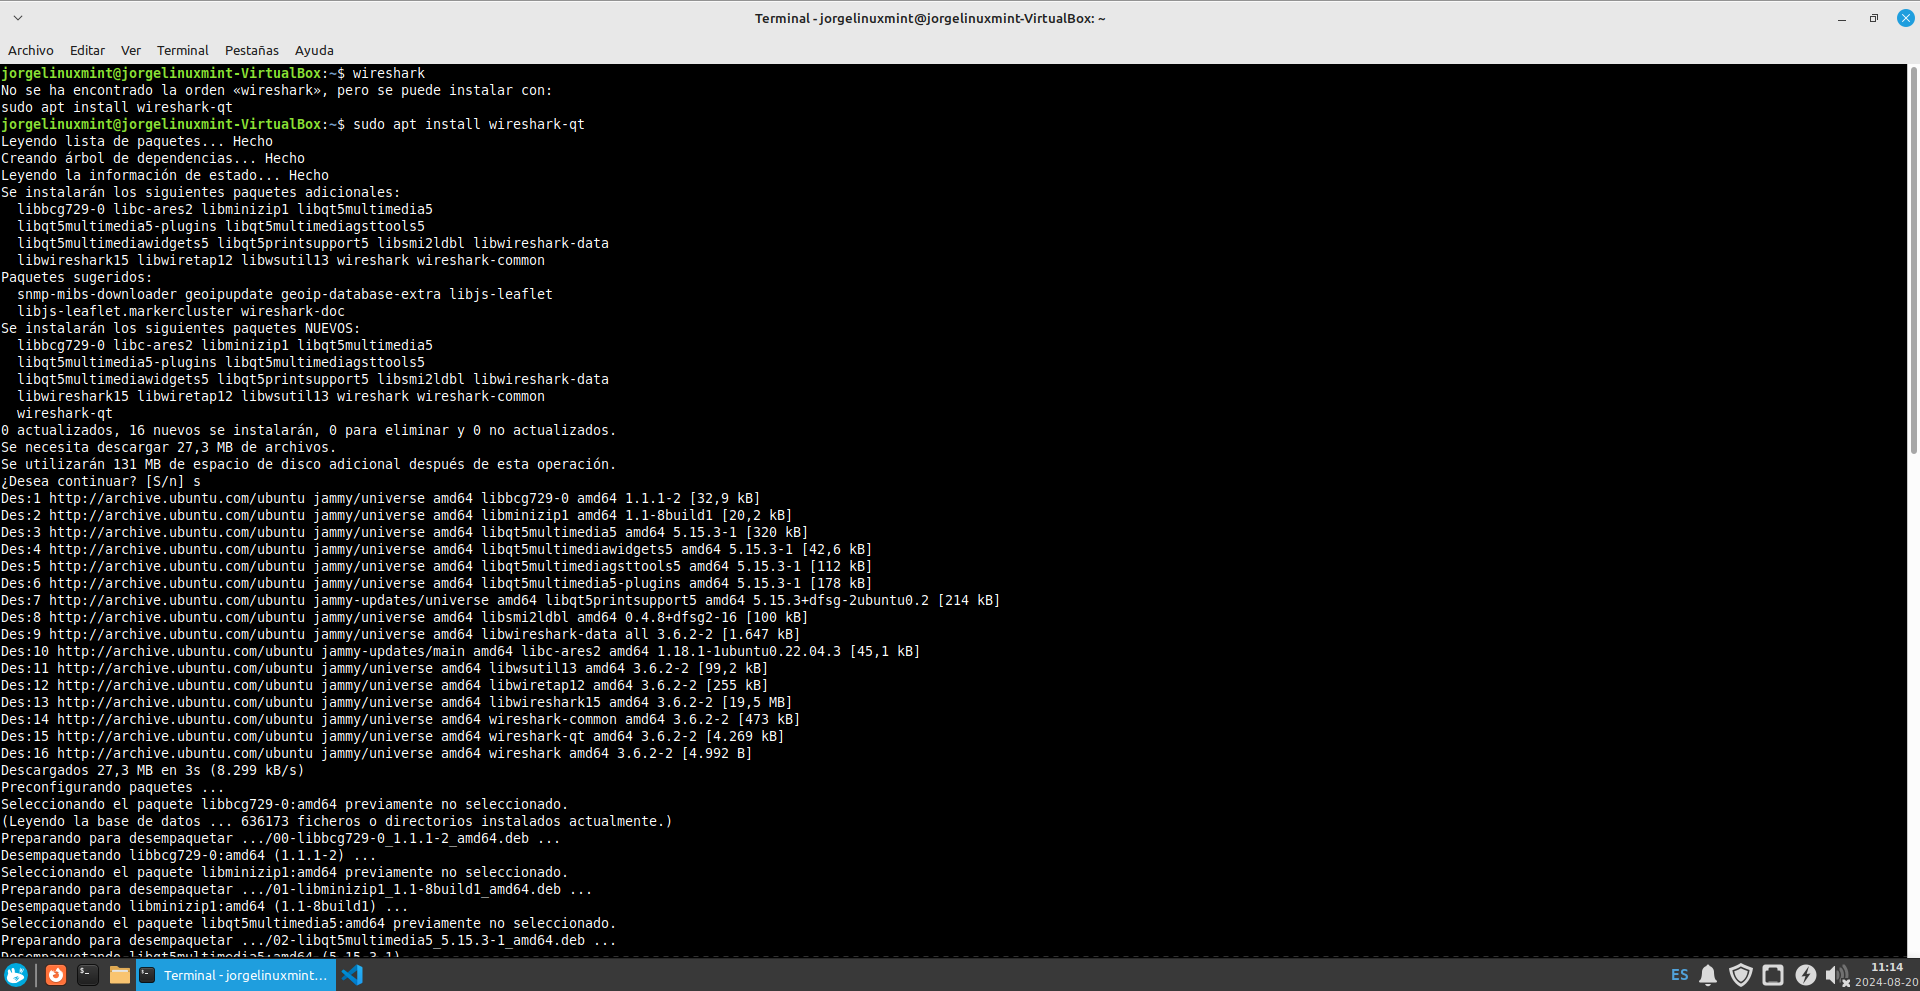 Terminal - jorgelinuxmint@jorgelinuxmint-VirtualBox: ~
Archivo Editar Ver Terminal Pestañas Ayuda
jorgelinuxmint@jorgelinuxmint-VirtualBox:~$ wireshark
No se ha encontrado la orden «wireshark», pero se puede instalar con:
sudo apt install wireshark-qt
jorgelinuxmint@jorgelinuxmint-VirtualBox:~$ sudo apt install wireshark-qt
Leyendo lista de paquetes... Hecho
Creando árbol de dependencias... Hecho
Leyendo la información de estado... Hecho
Se instalarán los siguientes paquetes adicionales:
  libbcg729-0 libc-ares2 libminizip1 libqt5multimedia5
  libqt5multimedia5-plugins libqt5multimediagsttools5
  libqt5multimediawidgets5 libqt5printsupport5 libsmi2ldbl libwireshark-data
  libwireshark15 libwiretap12 libwsutil13 wireshark wireshark-common
Paquetes sugeridos:
  snmp-mibs-downloader geoipupdate geoip-database-extra libjs-leaflet
  libjs-leaflet.markercluster wireshark-doc
Se instalarán los siguientes paquetes NUEVOS:
  libbcg729-0 libc-ares2 libminizip1 libqt5multimedia5
  libqt5multimedia5-plugins libqt5multimediagsttools5
  libqt5multimediawidgets5 libqt5printsupport5 libsmi2ldbl libwireshark-data
  libwireshark15 libwiretap12 libwsutil13 wireshark wireshark-common
  wireshark-qt
0 actualizados, 16 nuevos se instalarán, 0 para eliminar y 0 no actualizados.
Se necesita descargar 27,3 MB de archivos.
Se utilizarán 131 MB de espacio de disco adicional después de esta operación.
¿Desea continuar? [S/n] s
Des:1 http://archive.ubuntu.com/ubuntu jammy/universe amd64 libbcg729-0 amd64 1.1.1-2 [32,9 kB]
Des:2 http://archive.ubuntu.com/ubuntu jammy/universe amd64 libminizip1 amd64 1.1-8build1 [20,2 kB]
Des:3 http://archive.ubuntu.com/ubuntu jammy/universe amd64 libqt5multimedia5 amd64 5.15.3-1 [320 kB]
Des:4 http://archive.ubuntu.com/ubuntu jammy/universe amd64 libqt5multimediawidgets5 amd64 5.15.3-1 [42,6 kB]
Des:5 http://archive.ubuntu.com/ubuntu jammy/universe amd64 libqt5multimediagsttools5 amd64 5.15.3-1 [112 kB]
Des:6 http://archive.ubuntu.com/ubuntu jammy/universe amd64 libqt5multimedia5-plugins amd64 5.15.3-1 [178 kB]
Des:7 http://archive.ubuntu.com/ubuntu jammy-updates/universe amd64 libqt5printsupport5 amd64 5.15.3+dfsg-2ubuntu0.2 [214 kB]
Des:8 http://archive.ubuntu.com/ubuntu jammy/universe amd64 libsmi2ldbl amd64 0.4.8+dfsg2-16 [100 kB]
Des:9 http://archive.ubuntu.com/ubuntu jammy/universe amd64 libwireshark-data all 3.6.2-2 [1.647 kB]
Des:10 http://archive.ubuntu.com/ubuntu jammy-updates/main amd64 libc-ares2 amd64 1.18.1-1ubuntu0.22.04.3 [45,1 kB]
Des:11 http://archive.ubuntu.com/ubuntu jammy/universe amd64 libwsutil13 amd64 3.6.2-2 [99,2 kB]
Des:12 http://archive.ubuntu.com/ubuntu jammy/universe amd64 libwiretap12 amd64 3.6.2-2 [255 kB]
Des:13 http://archive.ubuntu.com/ubuntu jammy/universe amd64 libwireshark15 amd64 3.6.2-2 [19,5 MB]
Des:14 http://archive.ubuntu.com/ubuntu jammy/universe amd64 wireshark-common amd64 3.6.2-2 [473 kB]
Des:15 http://archive.ubuntu.com/ubuntu jammy/universe amd64 wireshark-qt amd64 3.6.2-2 [4.269 kB]
Des:16 http://archive.ubuntu.com/ubuntu jammy/universe amd64 wireshark amd64 3.6.2-2 [4.992 B]
Descargados 27,3 MB en 3s (8.299 kB/s)
Preconfigurando paquetes ...
Seleccionando el paquete libbcg729-0:amd64 previamente no seleccionado.
(Leyendo la base de datos ... 636173 ficheros o directorios instalados actualmente.)
Preparando para desempaquetar .../00-libbcg729-0_1.1.1-2_amd64.deb ...
Desempaquetando libbcg729-0:amd64 (1.1.1-2) ...
Seleccionando el paquete libminizip1:amd64 previamente no seleccionado.
Preparando para desempaquetar .../01-libminizip1_1.1-8build1_amd64.deb ...
Desempaquetando libminizip1:amd64 (1.1-8build1) ...
Seleccionando el paquete libqt5multimedia5:amd64 previamente no seleccionado.
Preparando para desempaquetar .../02-libqt5multimedia5_5.15.3-1_amd64.deb ...
Desempaquetando libqt5multimedia5:amd64 (5.15.3-1)
Terminal - jorgelinuxmint...
ES
11:14
2024-08-20